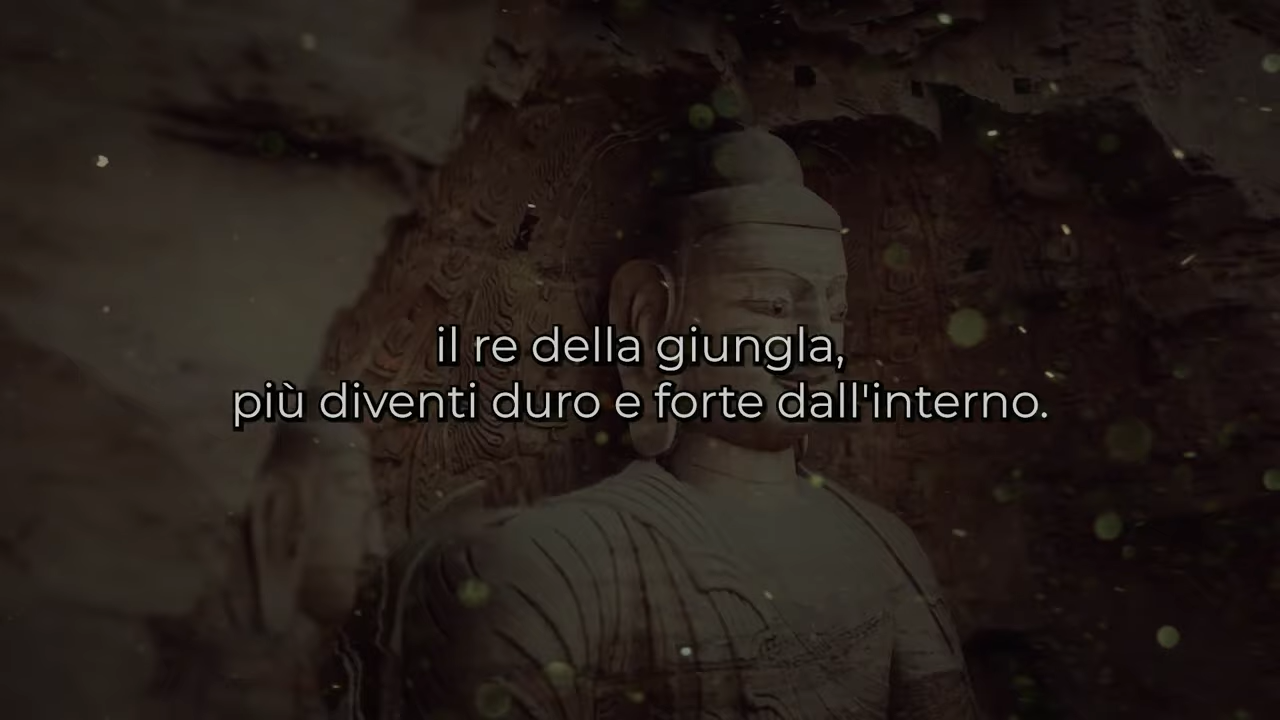 il re della giungla,
più diventi duro e forte dall'interno.